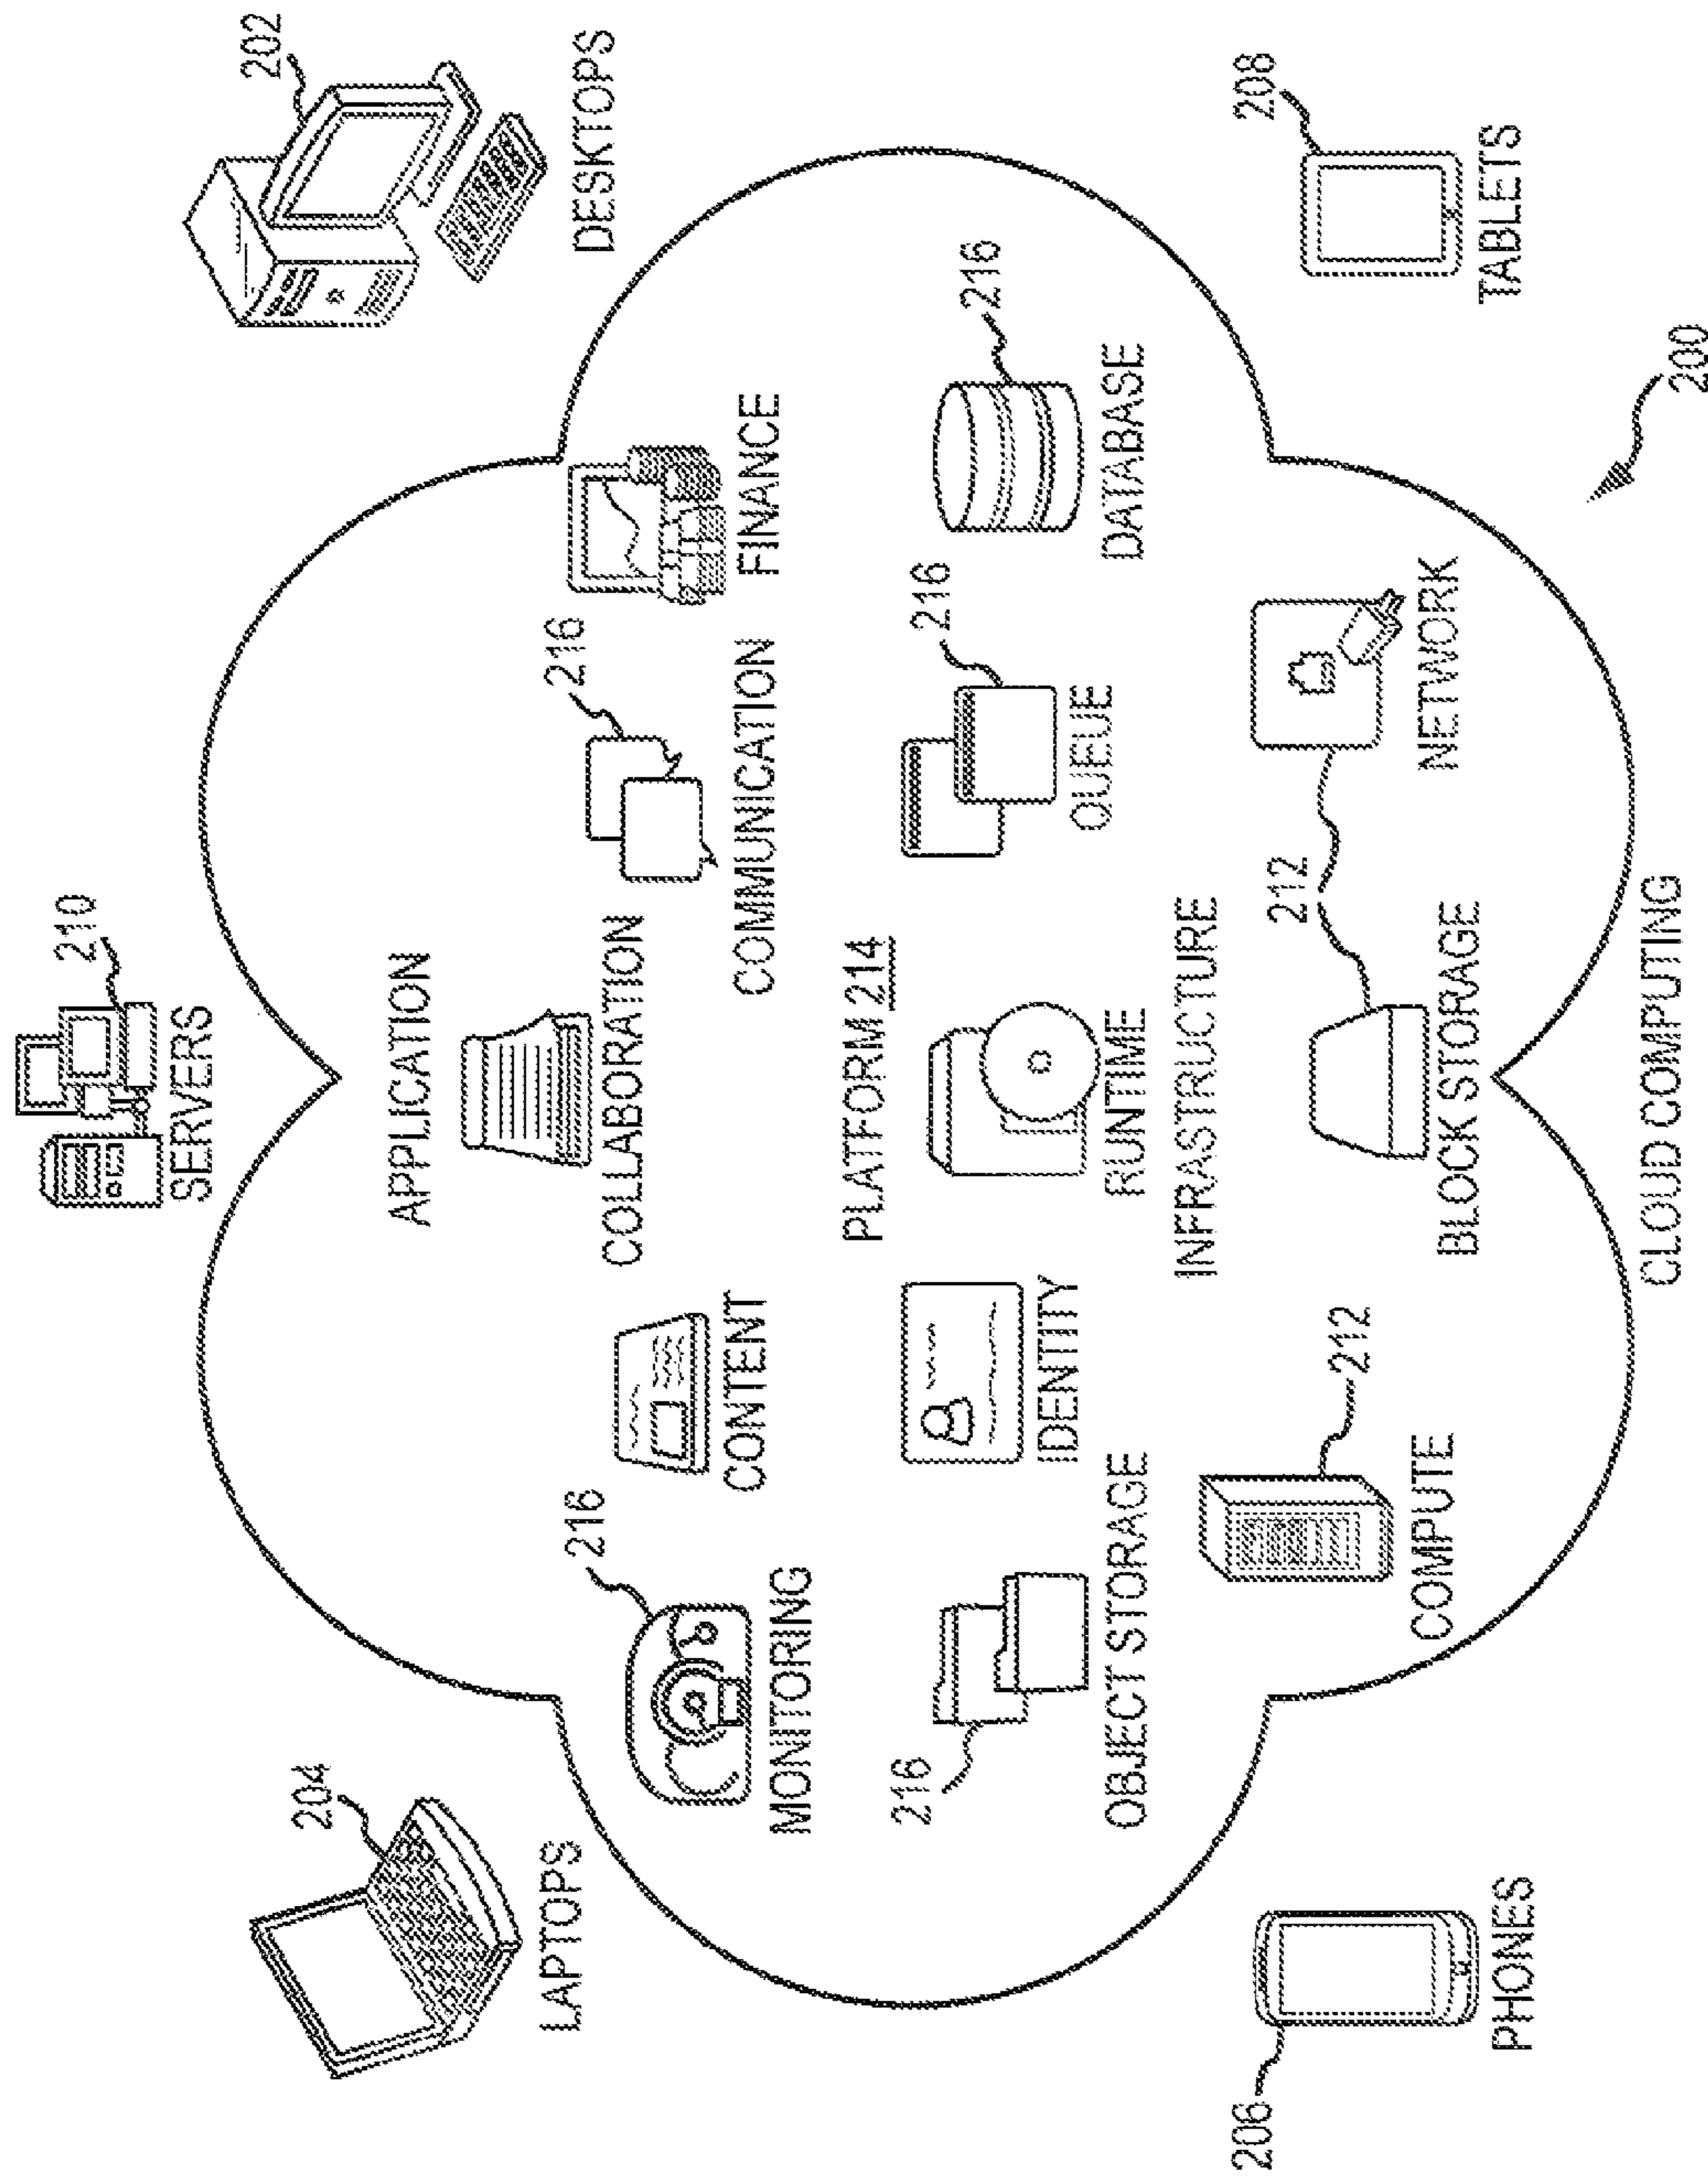 SERVERS
210
LAPTOPS
204
DESKTOPS
202
APPLICATION
MONITORING
216
CONTENT
COLLABORATION
COMMUNICATION
216
FINANCE
PLATFORM 214
OBJECT STORAGE
216
IDENTITY
RUNTIME
QUEUE
216
DATABASE
216
INFRASTRUCTURE
COMPUTE
212
BLOCK STORAGE
212
NETWORK
PHONES
206
TABLETS
208
CLOUD COMPUTING
200